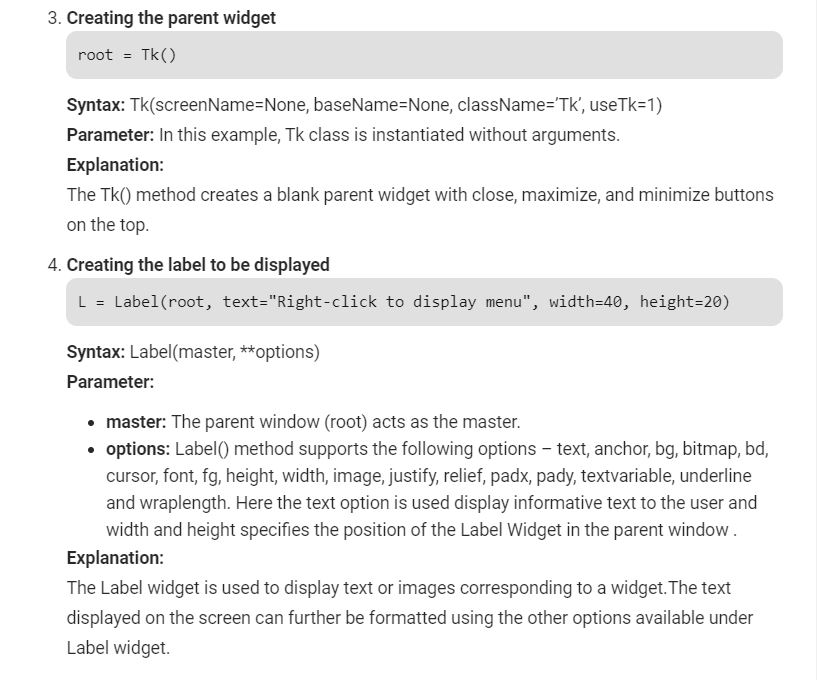 3. Creating the parent widget
root = Tk()
Syntax: Tk(screenName=None, baseName=None, className=’Tk’, useTk=1)
Parameter: In this example, Tk class is instantiated without arguments.
Explanation:
The Tk() method creates a blank parent widget with close, maximize, and minimize buttons
on the top.
4. Creating the label to be displayed
L = Label(root, text="Right-click to display menu", width=40, height=20)
Syntax: Label(master, **options)
Parameter:
• master: The parent window (root) acts as the master.
• options: Label() method supports the following options – text, anchor, bg, bitmap, bd,
cursor, font, fg, height, width, image, justify, relief, padx, pady, textvariable, underline
and wraplength. Here the text option is used display informative text to the user and
width and height specifies the position of the Label Widget in the parent window .
Explanation:
The Label widget is used to display text or images corresponding to a widget.The text
displayed on the screen can further be formatted using the other options available under
Label widget.